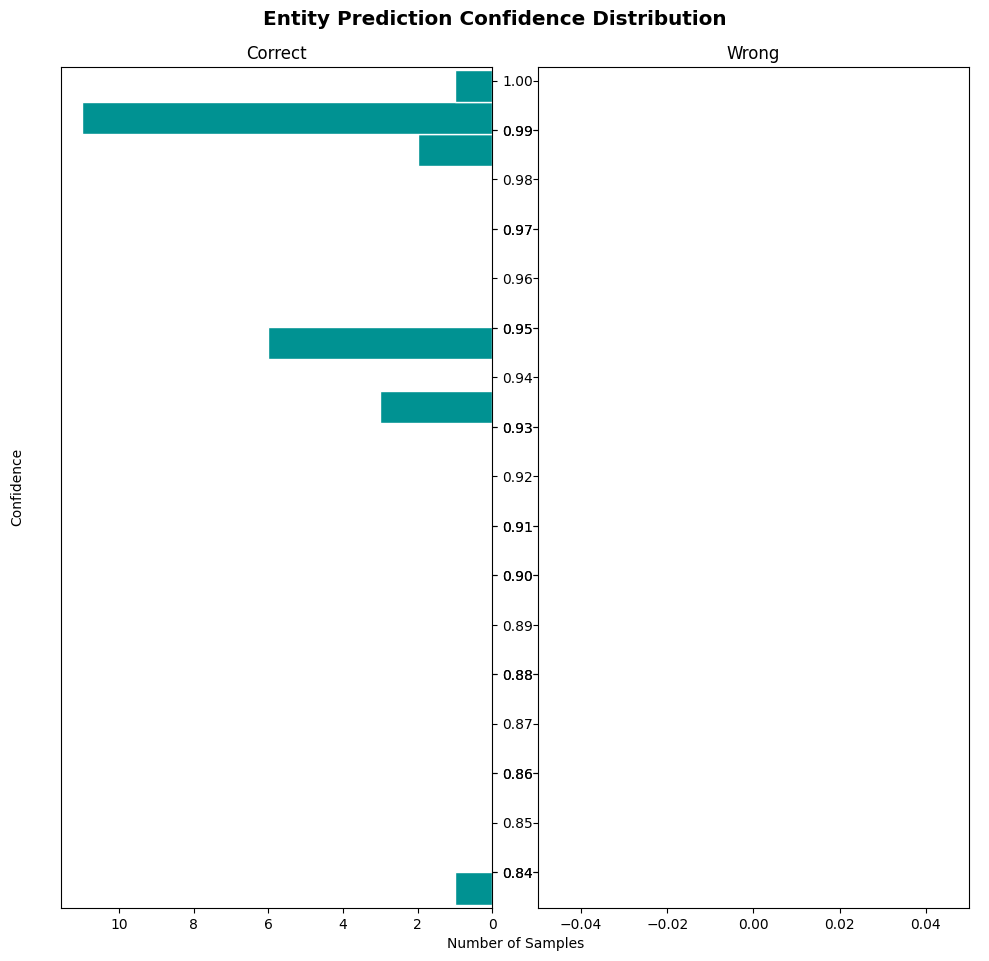 Entity Prediction Confidence Distribution
Correct
Wrong
1.00
0.99
0.98
0.97
0.96
0.95
0.94
0.93
0.92
0.91
0.90
0.89
0.88
0.87
0.86
0.85
0.84
Confidence
10 8 6 4 2 0
−0.04 −0.02 0.00 0.02 0.04
Number of Samples